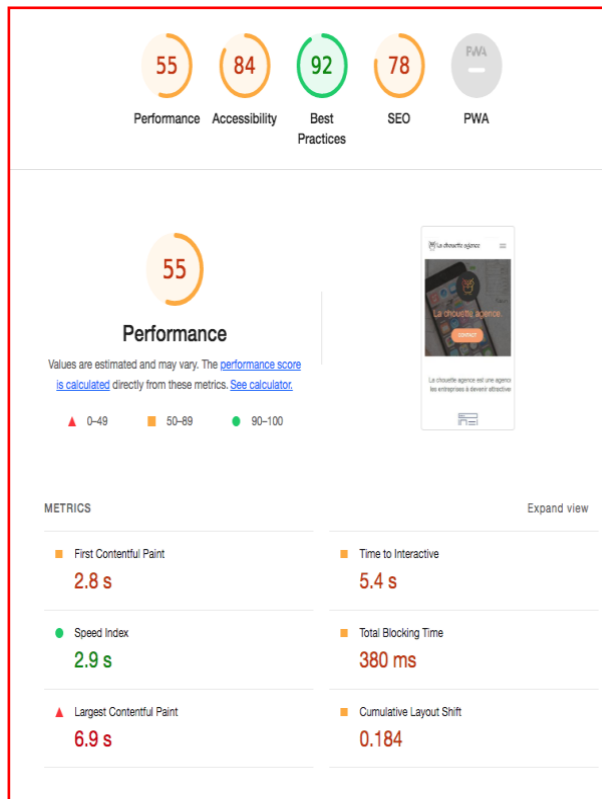 55
84
92
78
PWA
Performance
Accessibility
Best
Practices
SEO
PWA
55
Performance
Values are estimated and may vary. The performance score
is calculated directly from these metrics. See calculator.
0–49
50–89
90–100
La chouette agence
La chouette agence.
contact
La chouette agence est une agence
les entreprises à devenir attractive
METRICS
Expand view
First Contentful Paint
2.8 s
Time to Interactive
5.4 s
Speed Index
2.9 s
Total Blocking Time
380 ms
Largest Contentful Paint
6.9 s
Cumulative Layout Shift
0.184